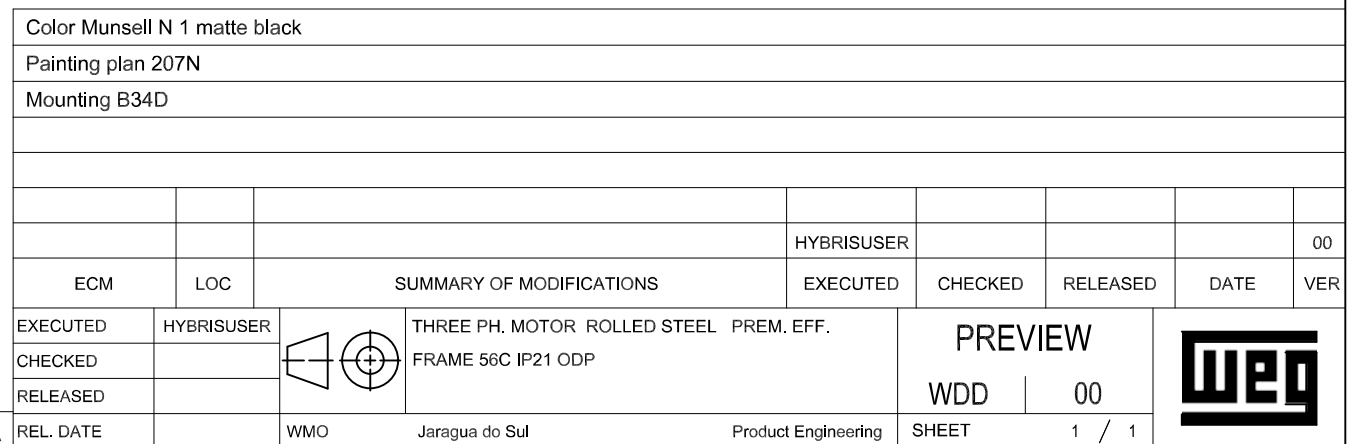 Color Munsell N 1 matte black
Painting plan 207N
Mounting B34D
HYBRISUSER 00
ECM LOC SUMMARY OF MODIFICATIONS EXECUTED CHECKED RELEASED DATE VER
EXECUTED HYBRISUSER THREE PH. MOTOR ROLLED STEEL PREM. EFF. PREVIEW
CHECKED FRAME 56C IP21 ODP
RELEASED WDD 00
REL. DATE WMO Jaragua do Sul Product Engineering SHEET 1 / 1
weg